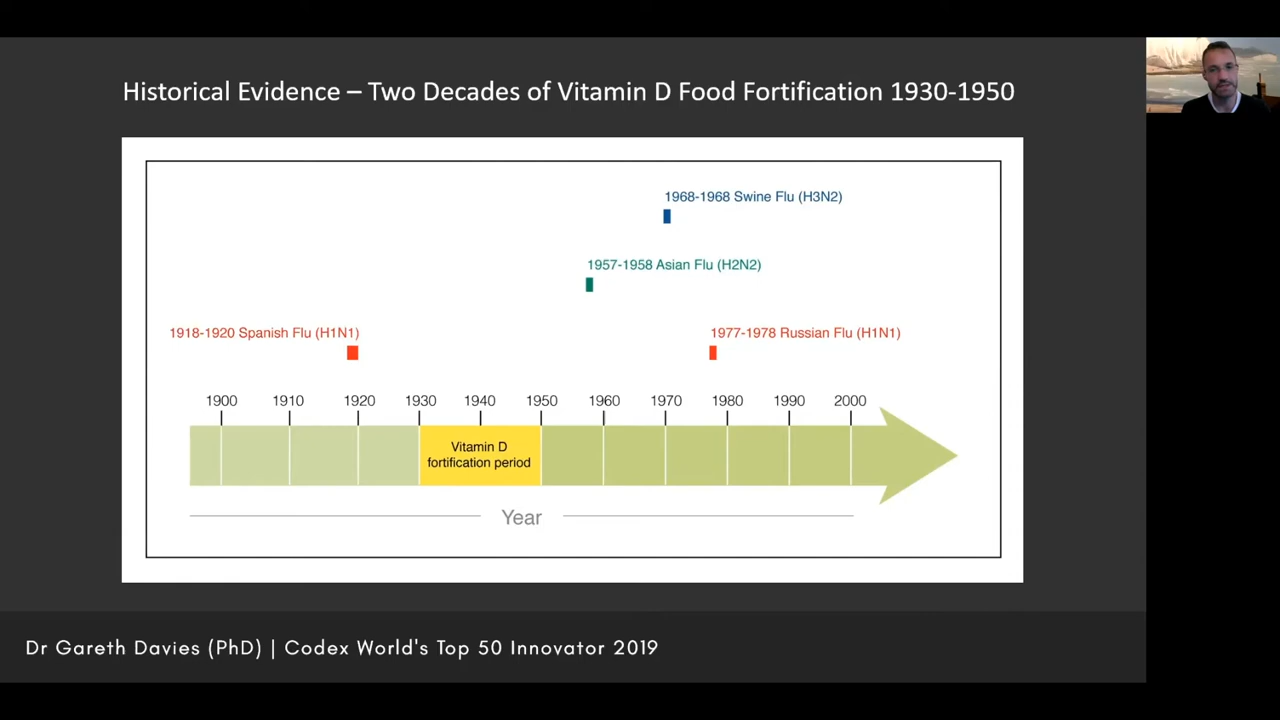 Historical Evidence – Two Decades of Vitamin D Food Fortification 1930-1950
1968-1968 Swine Flu (H3N2)
1957-1958 Asian Flu (H2N2)
1918-1920 Spanish Flu (H1N1)
1977-1978 Russian Flu (H1N1)
1900 1910 1920 1930 1940 1950 1960 1970 1980 1990 2000
Vitamin D
fortification period
Year
Dr Gareth Davies (PhD) | Codex World's Top 50 Innovator 2019